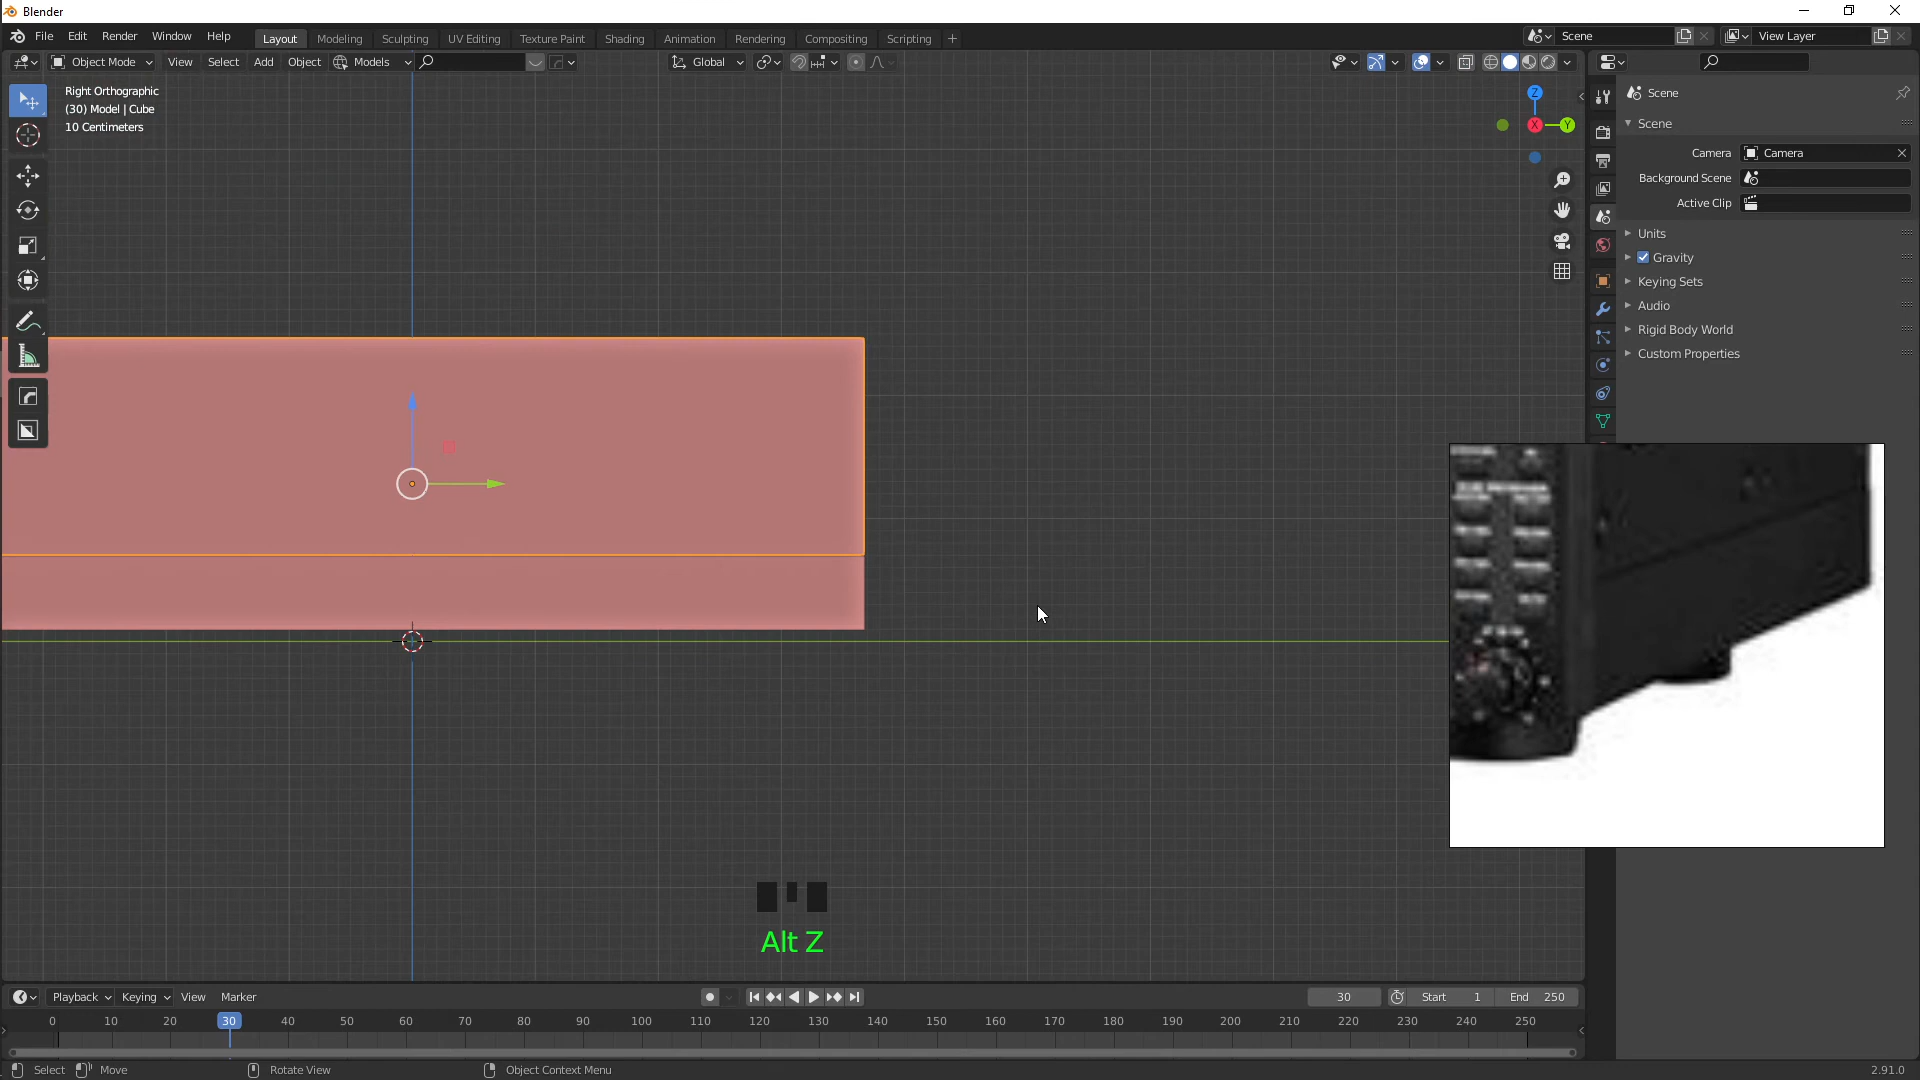 Blender
File Edit Render Window Help
Layout Modeling Sculpting UV Editing Texture Paint Shading Animation Rendering Compositing Scripting +
Scene
View Layer
Object Mode View Select Add Object Models
Global
Right Orthographic
(30) Model | Cube
10 Centimeters
Z
X
Y
Scene
Scene
Camera Camera
Background Scene
Active Clip
Units
Gravity
Keying Sets
Audio
Rigid Body World
Custom Properties
Alt Z
Playback Keying View Marker
30 Start 1 End 250
0 10 20 30 40 50 60 70 80 90 100 110 120 130 140 150 160 170 180 190 200 210 220 230 240 250
Select Move Rotate View Object Context Menu 2.91.0